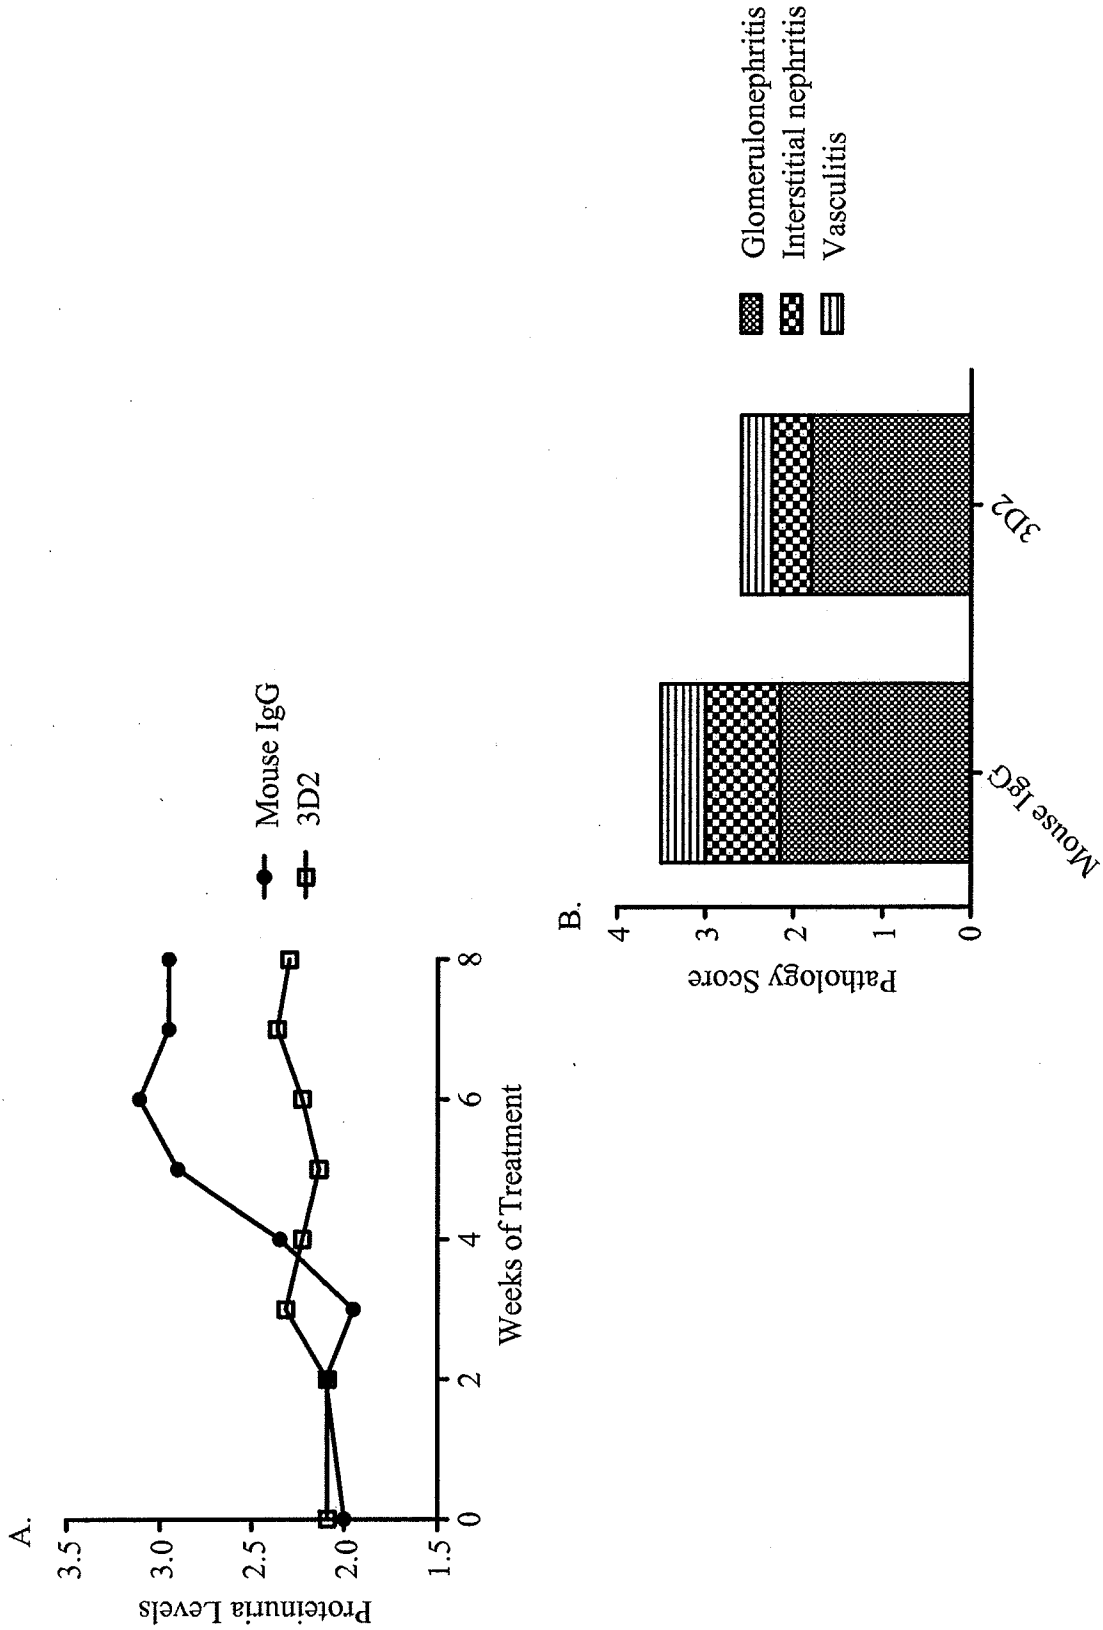 A.
Proteinuria Levels
3.5
3.0
2.5
2.0
1.5
0
2
4
6
8
Weeks of Treatment
Mouse IgG
3D2
B.
Pathology Score
4
3
2
1
0
Mouse IgG
3D2
Glomerulonephritis
Interstitial nephritis
Vasculitis